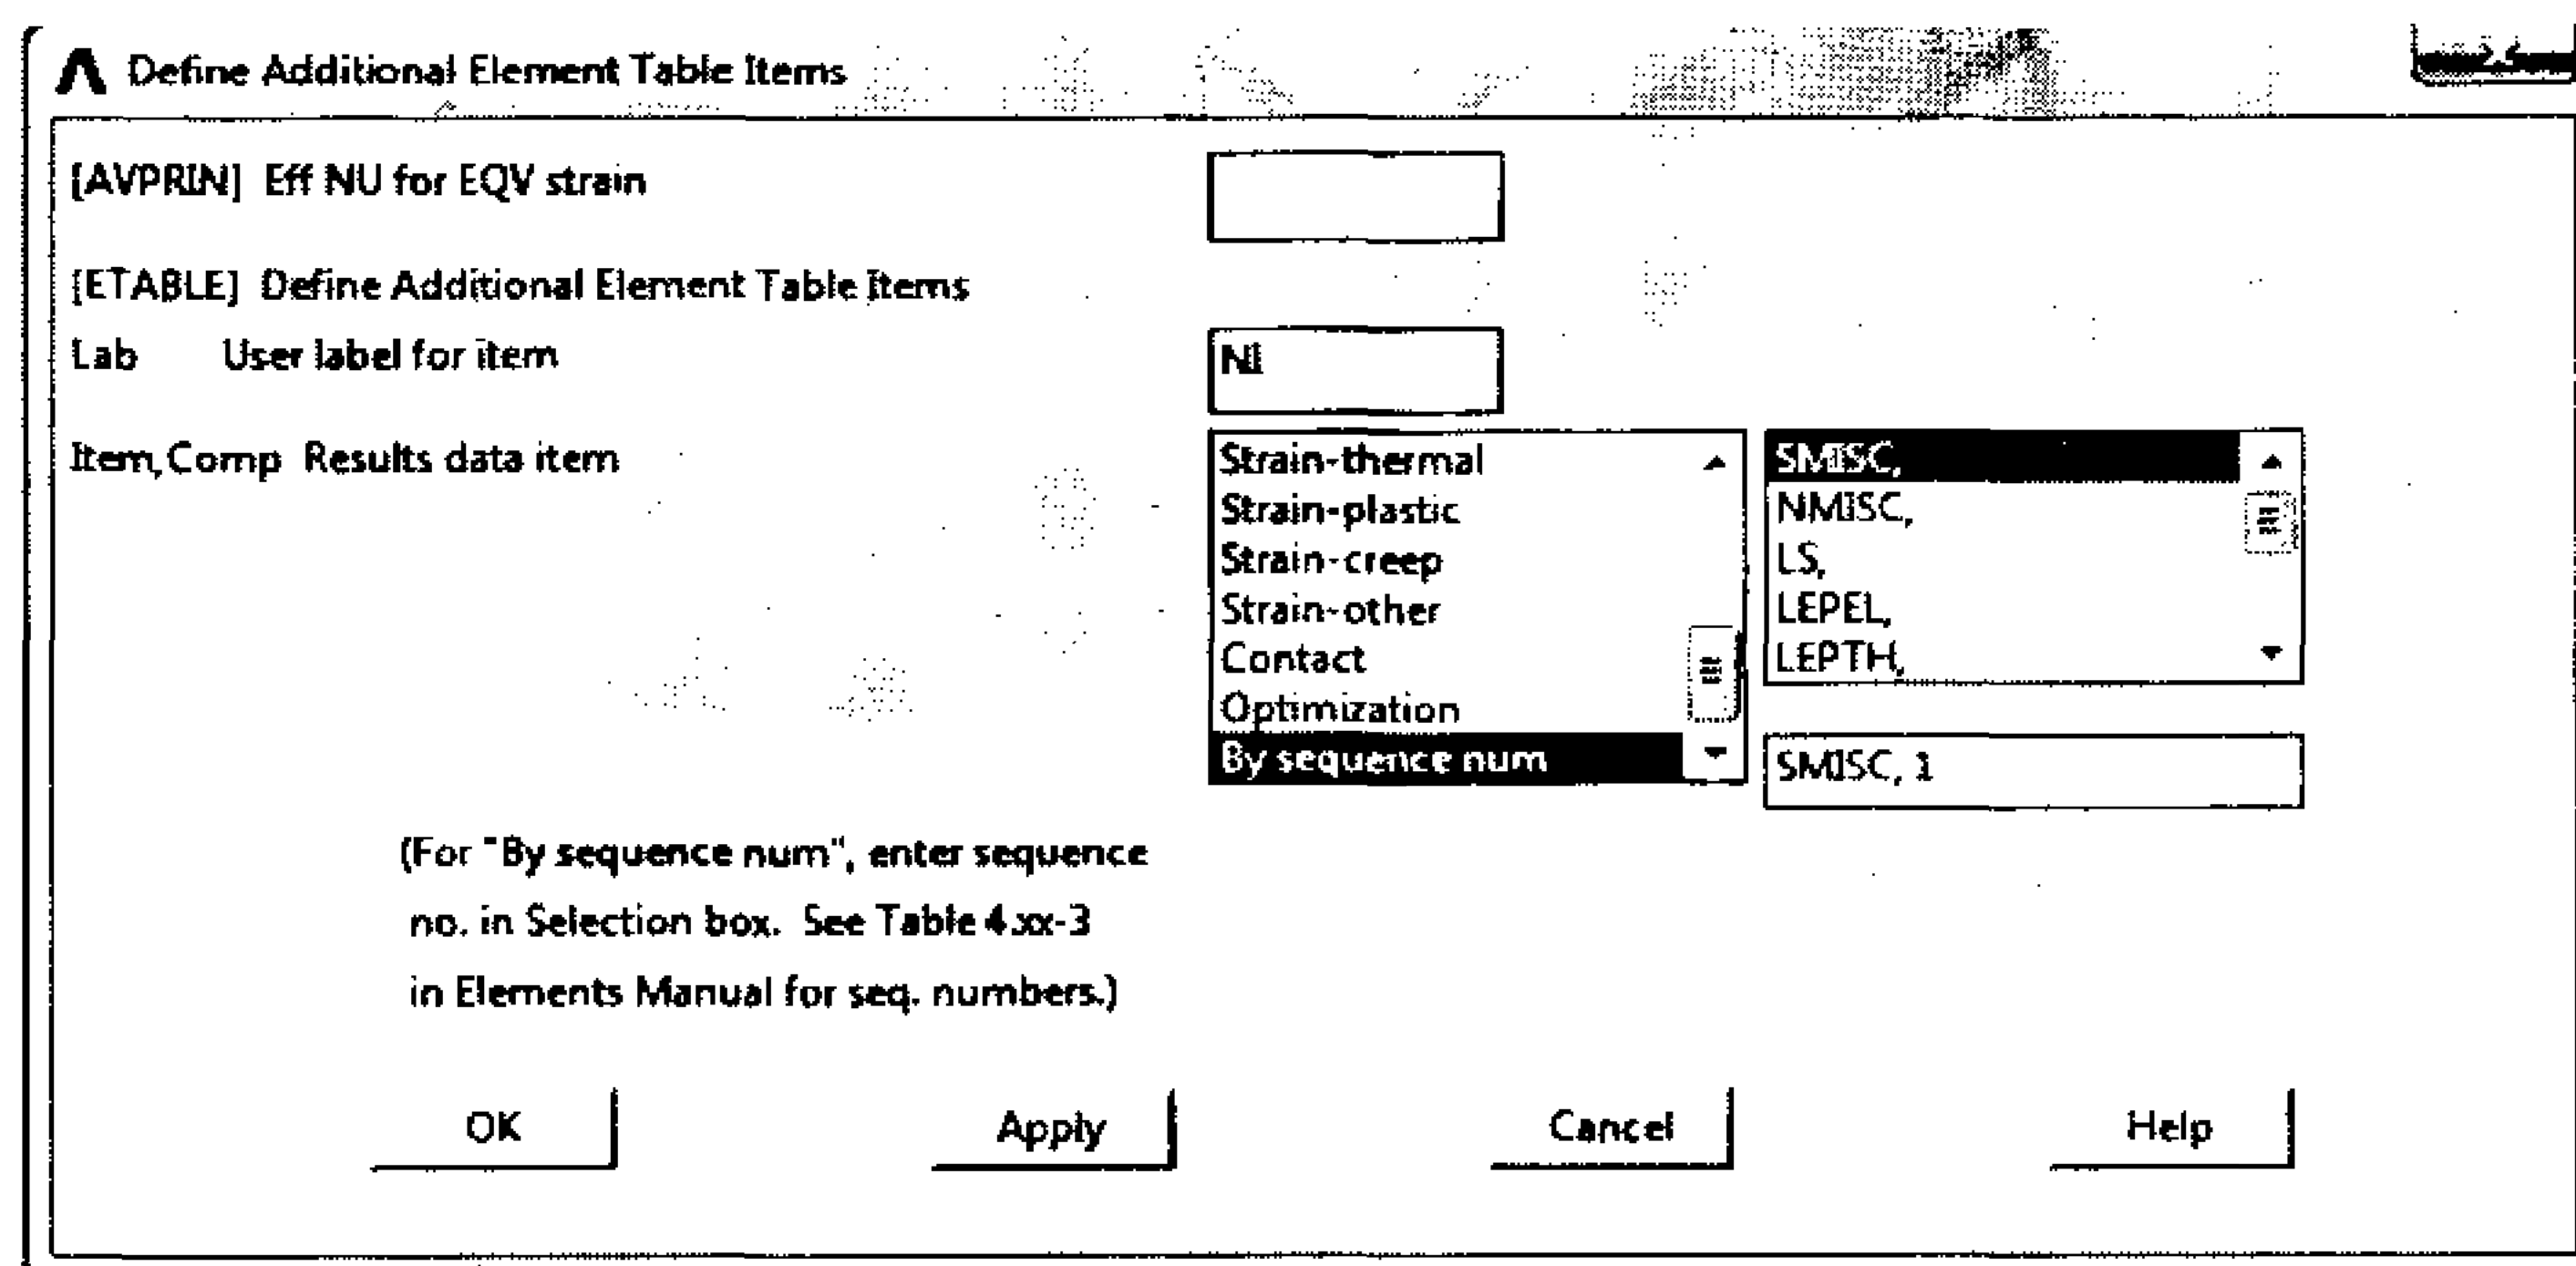 Define Additional Element Table Items
[AVPRIN] Eff NU for EQV strain
[ETABLE] Define Additional Element Table Items
Lab User label for item
NI
Item,Comp Results data item
Strain-thermal
Strain-plastic
Strain-creep
Strain-other
Contact
Optimization
By sequence num
SMISC,
NMISC,
LS,
LEPEL,
LEPTH,
SMISC, 1
(For "By sequence num", enter sequence
no. in Selection box. See Table 4.xx-3
in Elements Manual for seq. numbers.)
OK
Apply
Cancel
Help